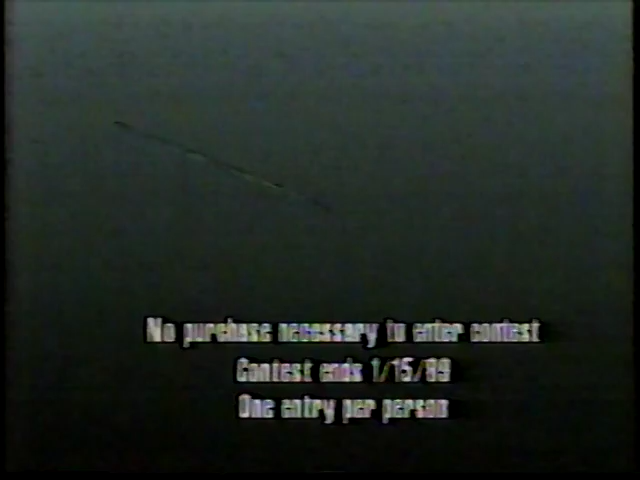 No purchase necessary to enter contest
Contest ends 1/15/89
One entry per person